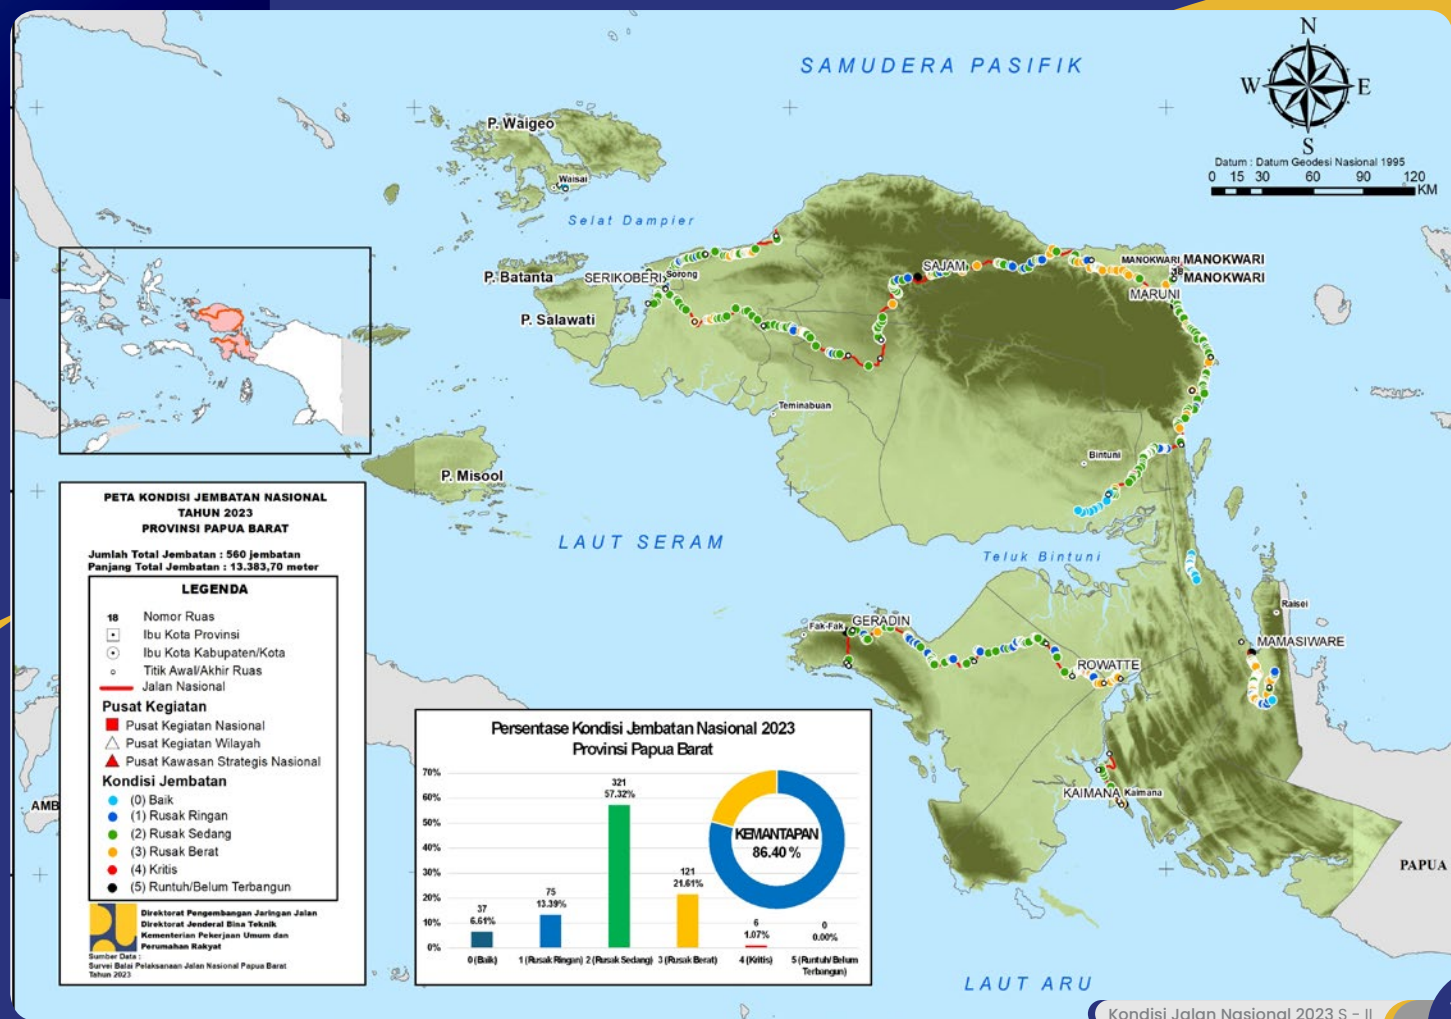 SAMUDERA PASIFIK
N
W
E
S
Datum : Datum Geodesi Nasional 1995
0 15 30 60 90 120
KM
P. Waigeo
Waisai
Selat Dampier
P. Batanta
SERIKOBERI
Sorong
P. Salawati
SAJAM
MANOKWARI
MANOKWARI
MANOKWARI
MARUNI
Teminabuan
Bintuni
P. Misool
LAUT SERAM
Teluk Bintuni
Fak-Fak
GERADIN
ROWATTE
Raisei
MAMASIWARE
KAIMANA
Kaimana
AMB
PAPUA
LAUT ARU
PETA KONDISI JEMBATAN NASIONAL
TAHUN 2023
PROVINSI PAPUA BARAT
Jumlah Total Jembatan : 560 jembatan
Panjang Total Jembatan : 13.383,70 meter
LEGENDA
18 Nomor Ruas
Ibu Kota Provinsi
Ibu Kota Kabupaten/Kota
Titik Awal/Akhir Ruas
Jalan Nasional
Pusat Kegiatan
Pusat Kegiatan Nasional
Pusat Kegiatan Wilayah
Pusat Kawasan Strategis Nasional
Kondisi Jembatan
(0) Baik
(1) Rusak Ringan
(2) Rusak Sedang
(3) Rusak Berat
(4) Kritis
(5) Runtuh/Belum Terbangun
Direktorat Pengembangan Jaringan Jalan
Direktorat Jenderal Bina Teknik
Kementerian Pekerjaan Umum dan
Perumahan Rakyat
Sumber Data :
Survei Balai Pelaksanaan Jalan Nasional Papua Barat
Tahun 2023
Persentase Kondisi Jembatan Nasional 2023
Provinsi Papua Barat
70%
60%
50%
40%
30%
20%
10%
0%
37
6.61%
75
13.39%
321
57.32%
121
21.61%
6
1.07%
0
0.00%
0 (Baik)
1 (Rusak Ringan)
2 (Rusak Sedang)
3 (Rusak Berat)
4 (Kritis)
5 (Runtuh/Belum
Terbangun)
KEMANTAPAN
86.40 %
Kondisi Jalan Nasional 2023 S - II